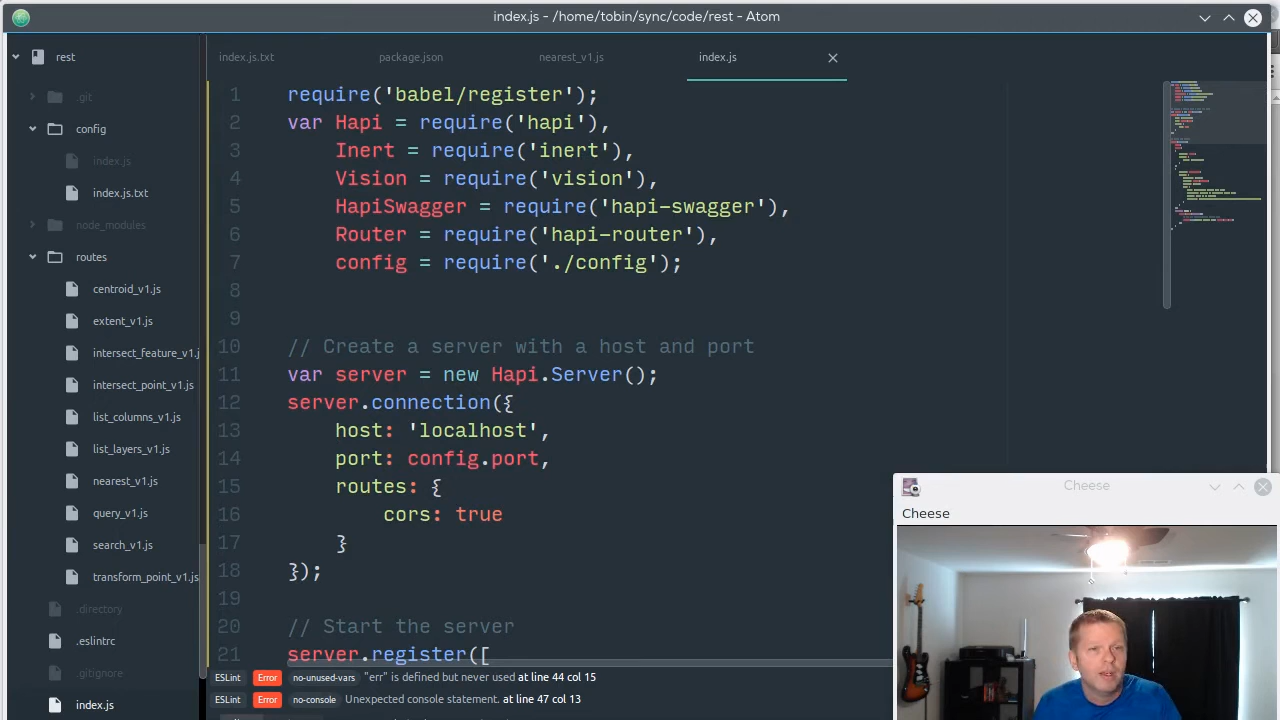 index.js - /home/tobin/sync/code/rest - Atom
rest
index.js.txt
package.json
nearest_v1.js
index.js
.git
config
index.js
index.js.txt
node_modules
routes
centroid_v1.js
extent_v1.js
intersect_feature_v1.j
intersect_point_v1.js
list_columns_v1.js
list_layers_v1.js
nearest_v1.js
query_v1.js
search_v1.js
transform_point_v1.js
.directory
.eslintrc
.gitignore
index.js
1 require('babel/register');
2 var Hapi = require('hapi'),
3 Inert = require('inert'),
4 Vision = require('vision'),
5 HapiSwagger = require('hapi-swagger'),
6 Router = require('hapi-router'),
7 config = require('./config');
8
9
10 // Create a server with a host and port
11 var server = new Hapi.Server();
12 server.connection({
13 host: 'localhost',
14 port: config.port,
15 routes: {
16 cors: true
17 }
18 });
19
20 // Start the server
21 server.register([
ESLint Error no-unused-vars "err" is defined but never used at line 44 col 15
ESLint Error no-console Unexpected console statement. at line 47 col 13
Cheese
Cheese